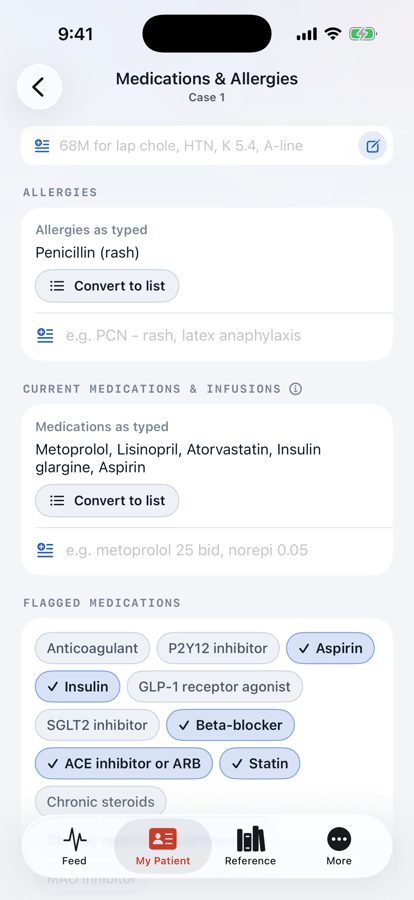 9:41
Medications & Allergies
Case 1
68M for lap chole, HTN, K 5.4, A-line
ALLERGIES
Allergies as typed
Penicillin (rash)
Convert to list
e.g. PCN - rash, latex anaphylaxis
CURRENT MEDICATIONS & INFUSIONS
Medications as typed
Metoprolol, Lisinopril, Atorvastatin, Insulin
glargine, Aspirin
Convert to list
e.g. metoprolol 25 bid, norepi 0.05
FLAGGED MEDICATIONS
Anticoagulant P2Y12 inhibitor Aspirin
Insulin GLP-1 receptor agonist
SGLT2 inhibitor Beta-blocker
ACE inhibitor or ARB Statin
Chronic steroids
Feed My Patient Reference More
MAO inhibitor